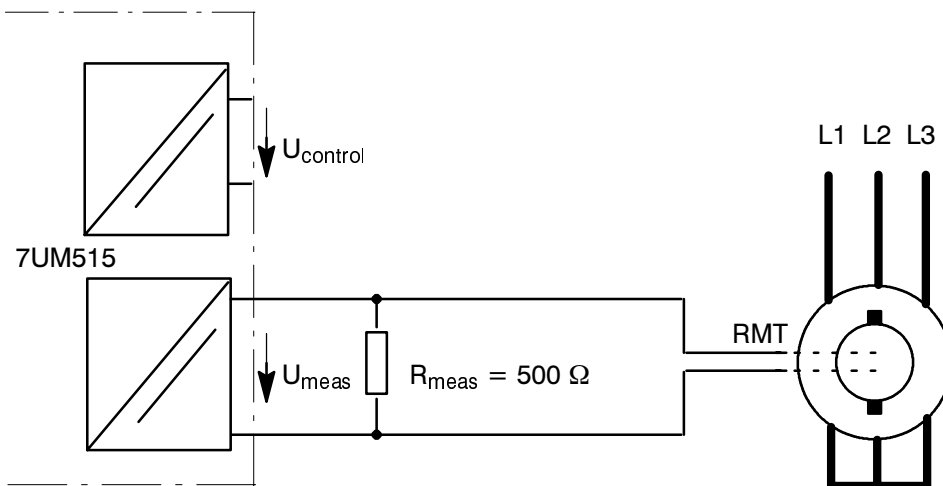 L1 L2 L3
Ucontrol
7UM515
RMT
Umeas
Rmeas = 500 Ω